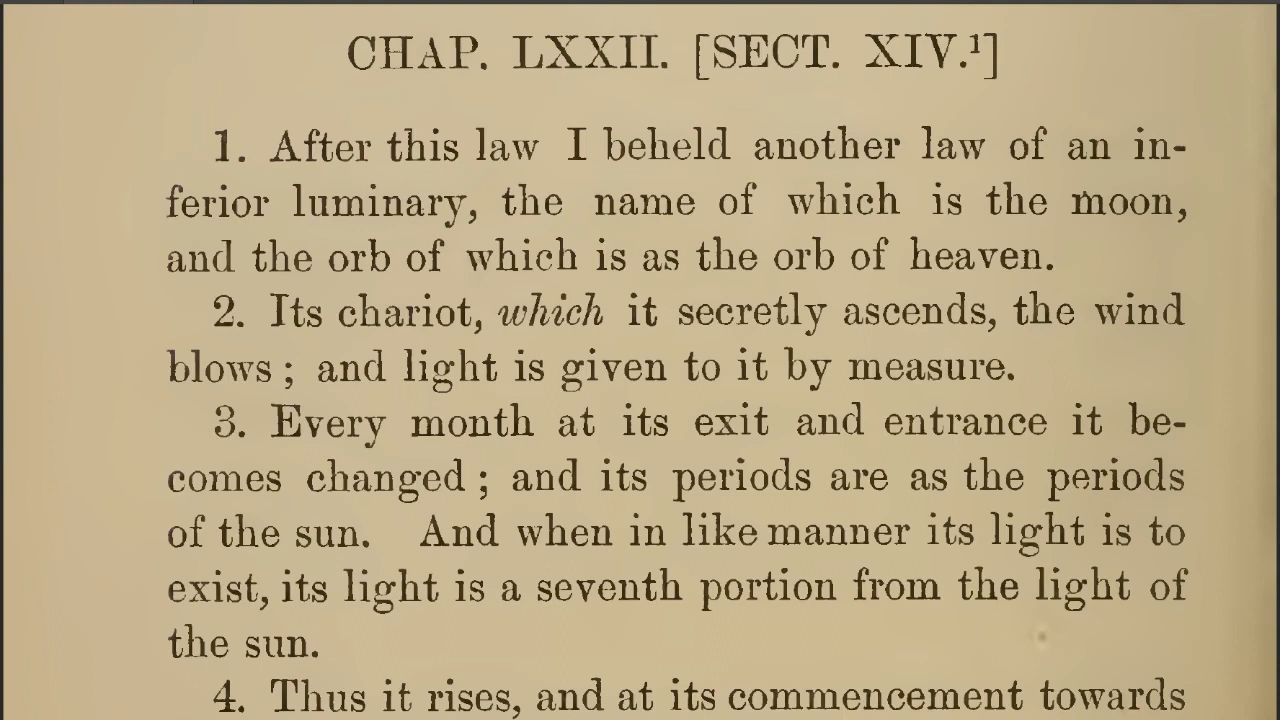 CHAP. LXXII. [SECT. XIV.¹]
1. After this law I beheld another law of an in-
ferior luminary, the name of which is the moon,
and the orb of which is as the orb of heaven.
2. Its chariot, which it secretly ascends, the wind
blows; and light is given to it by measure.
3. Every month at its exit and entrance it be-
comes changed; and its periods are as the periods
of the sun. And when in like manner its light is to
exist, its light is a seventh portion from the light of
the sun.
4. Thus it rises, and at its commencement towards